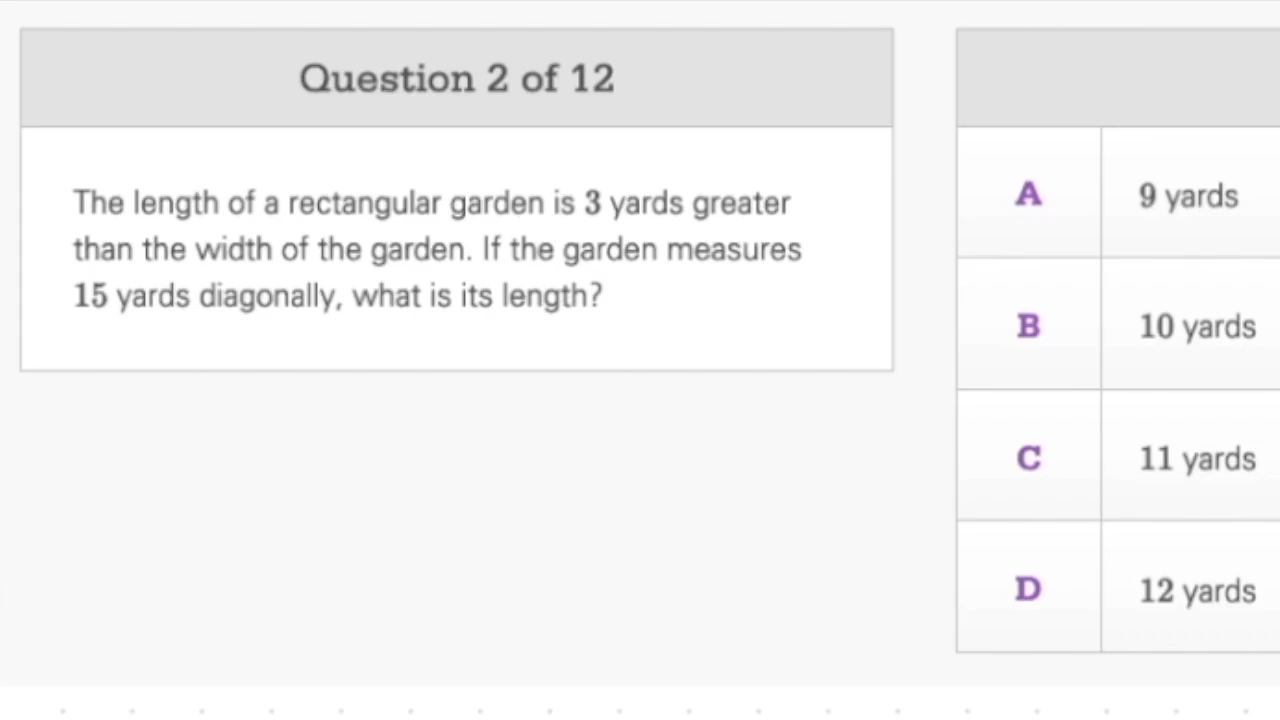 Question 2 of 12
The length of a rectangular garden is 3 yards greater
than the width of the garden. If the garden measures
15 yards diagonally, what is its length?
A 9 yards
B 10 yards
C 11 yards
D 12 yards